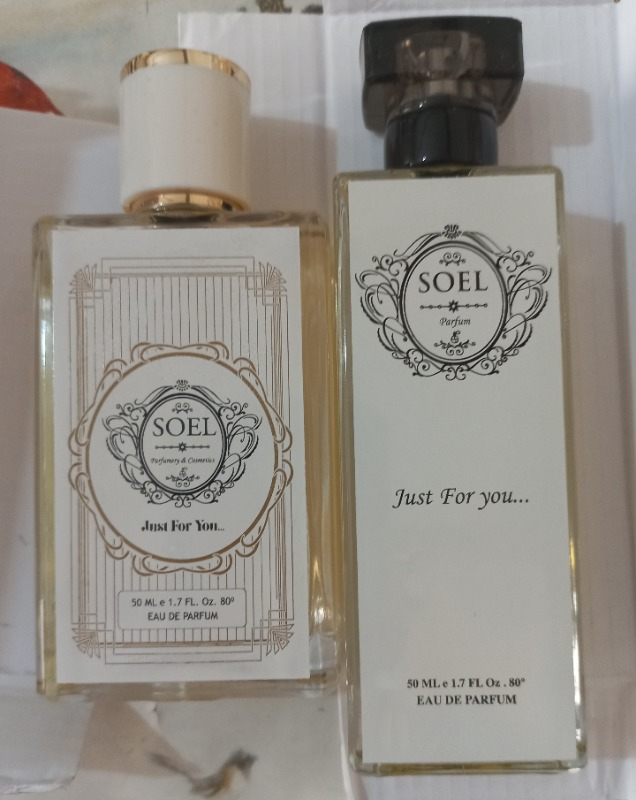 SOEL
Perfumery & Cosmetics
Just For You...
50 ML e 1.7 FL. Oz. 80°
EAU DE PARFUM
SOEL
Parfum
Just For you...
50 ML e 1.7 FL Oz . 80°
EAU DE PARFUM